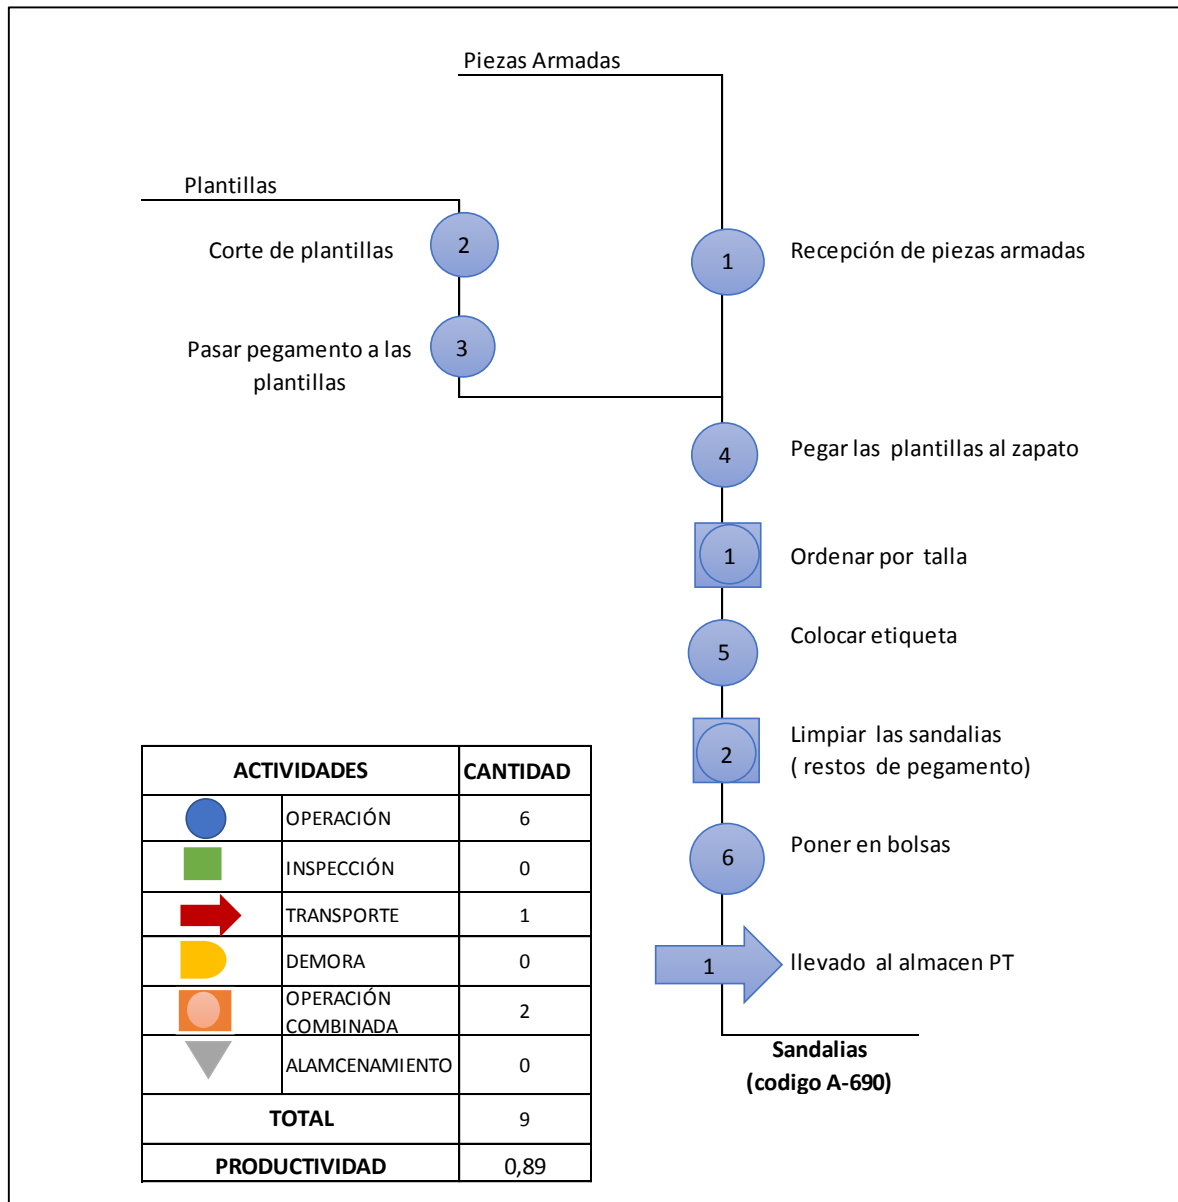 Piezas Armadas
Plantillas
Corte de plantillas
2
1
Recepción de piezas armadas
Pasar pegamento a las
plantillas
3
4
Pegar las plantillas al zapato
1
Ordenar por talla
5
Colocar etiqueta
2
Limpiar las sandalias
( restos de pegamento)
6
Poner en bolsas
1
llevado al almacen PT
Sandalias
(codigo A-690)
ACTIVIDADES CANTIDAD
OPERACIÓN 6
INSPECCIÓN 0
TRANSPORTE 1
DEMORA 0
OPERACIÓN
COMBINADA 2
ALAMCENAMIENTO 0
TOTAL 9
PRODUCTIVIDAD 0,89